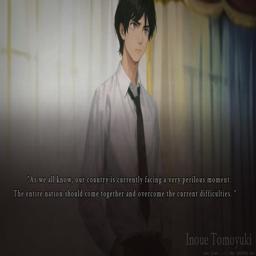 "As we all know, our country is currently facing a very perilous moment.
The entire nation should come together and overcome the current difficulties."
Inoue Tomoyuki